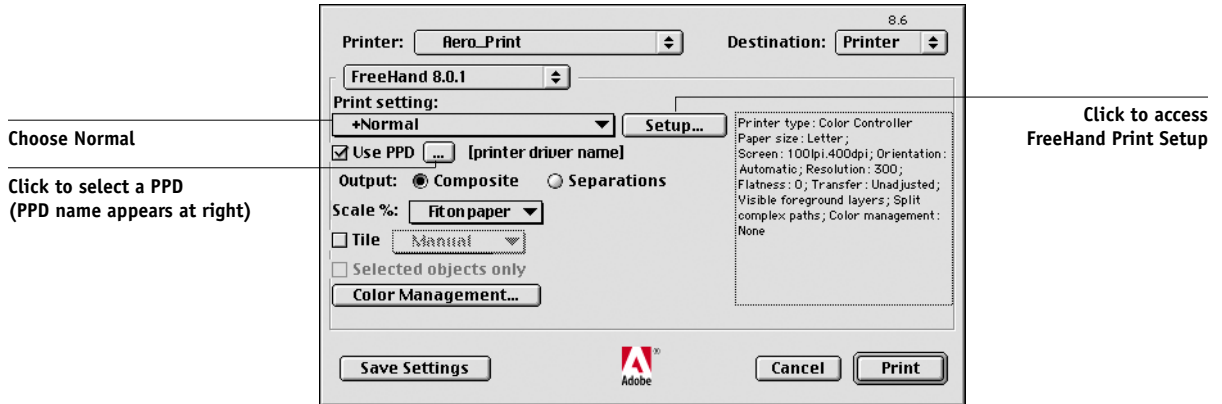 8.6
Printer: Aero_Print
Destination: Printer
FreeHand 8.0.1
Print setting:
+Normal
Setup...
Choose Normal
Click to access
FreeHand Print Setup
Use PPD ... [printer driver name]
Click to select a PPD
(PPD name appears at right)
Output: Composite Separations
Scale %: Fit on paper
Tile Manual
Selected objects only
Color Management...
Printer type: Color Controller
Paper size: Letter;
Screen: 100lpi.400dpi; Orientation:
Automatic; Resolution: 300;
Flatness: 0; Transfer: Unadjusted;
Visible foreground layers; Split
complex paths; Color management:
None
Save Settings
Adobe®
Cancel
Print